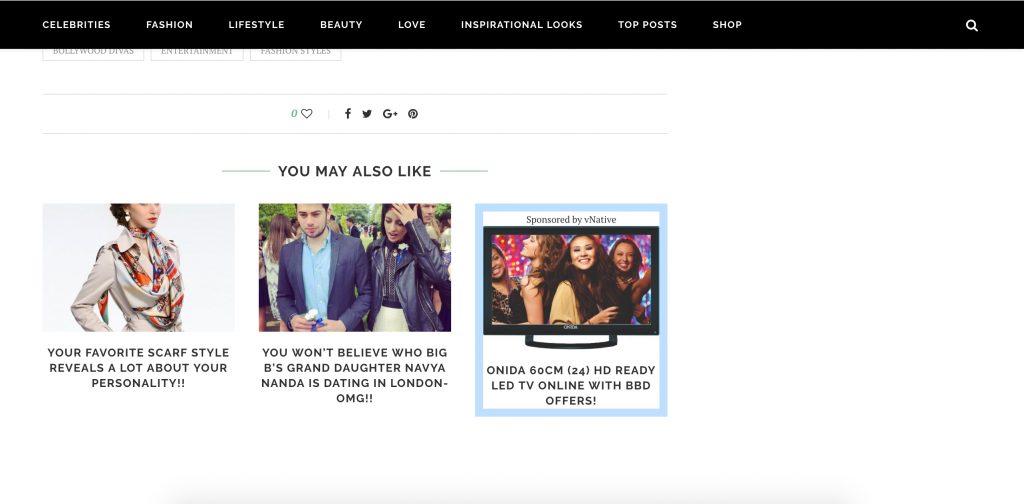 CELEBRITIES FASHION LIFESTYLE BEAUTY LOVE INSPIRATIONAL LOOKS TOP POSTS SHOP
BOLLYWOOD DIVAS ENTERTAINMENT FASHION STYLES
0
YOU MAY ALSO LIKE
YOUR FAVORITE SCARF STYLE
REVEALS A LOT ABOUT YOUR
PERSONALITY!!
YOU WON'T BELIEVE WHO BIG
B'S GRAND DAUGHTER NAVYA
NANDA IS DATING IN LONDON-
OMG!!
Sponsored by vNative
ONIDA
ONIDA 60CM (24) HD READY
LED TV ONLINE WITH BBD
OFFERS!